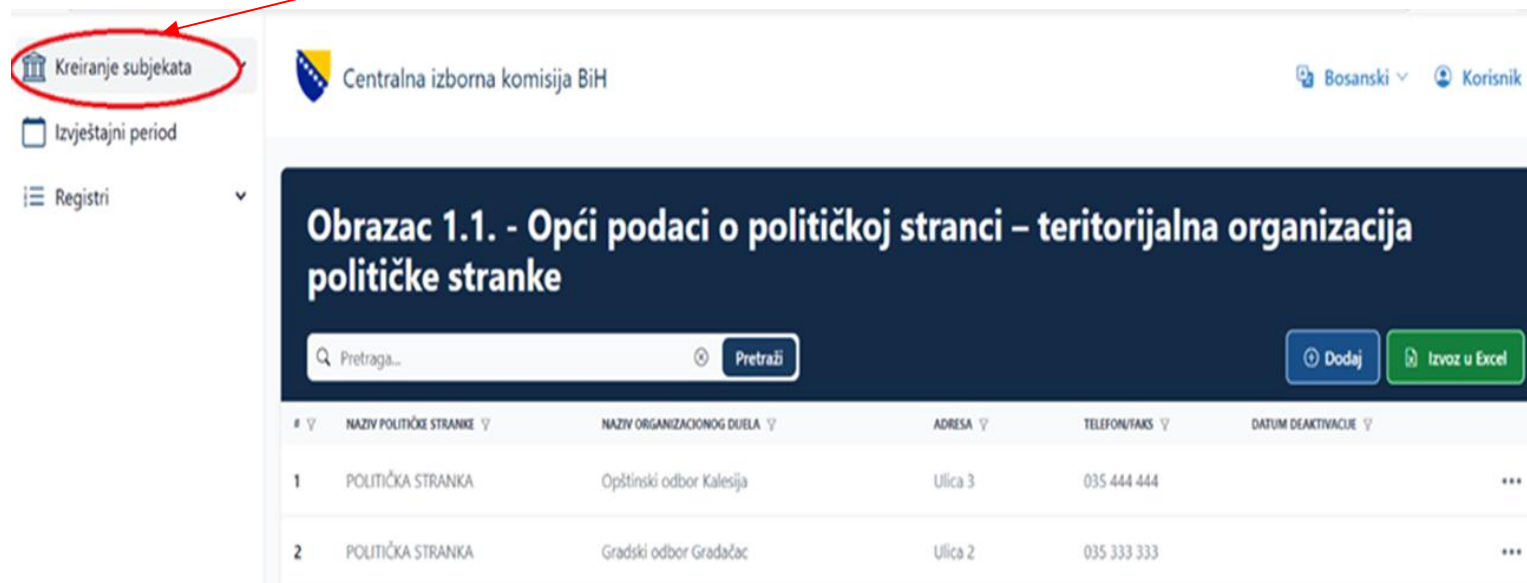 Kreiranje subjekata
Izvještajni period
Registri
Centralna izborna komisija BiH
Bosanski
Korisnik
Obrazac 1.1. - Opći podaci o političkoj stranci – teritorijalna organizacija
političke stranke
Pretraga...
Pretraži
Dodaj
Izvoz u Excel
# NAZIV POLITIČKE STRANKE NAZIV ORGANIZACIONOG DIJELA ADRESA TELEFON/FAKS DATUM DEAKTIVACIJE
1 POLITIČKA STRANKA Opštinski odbor Kalesija Ulica 3 035 444 444 ...
2 POLITIČKA STRANKA Gradski odbor Gradačac Ulica 2 035 333 333 ...